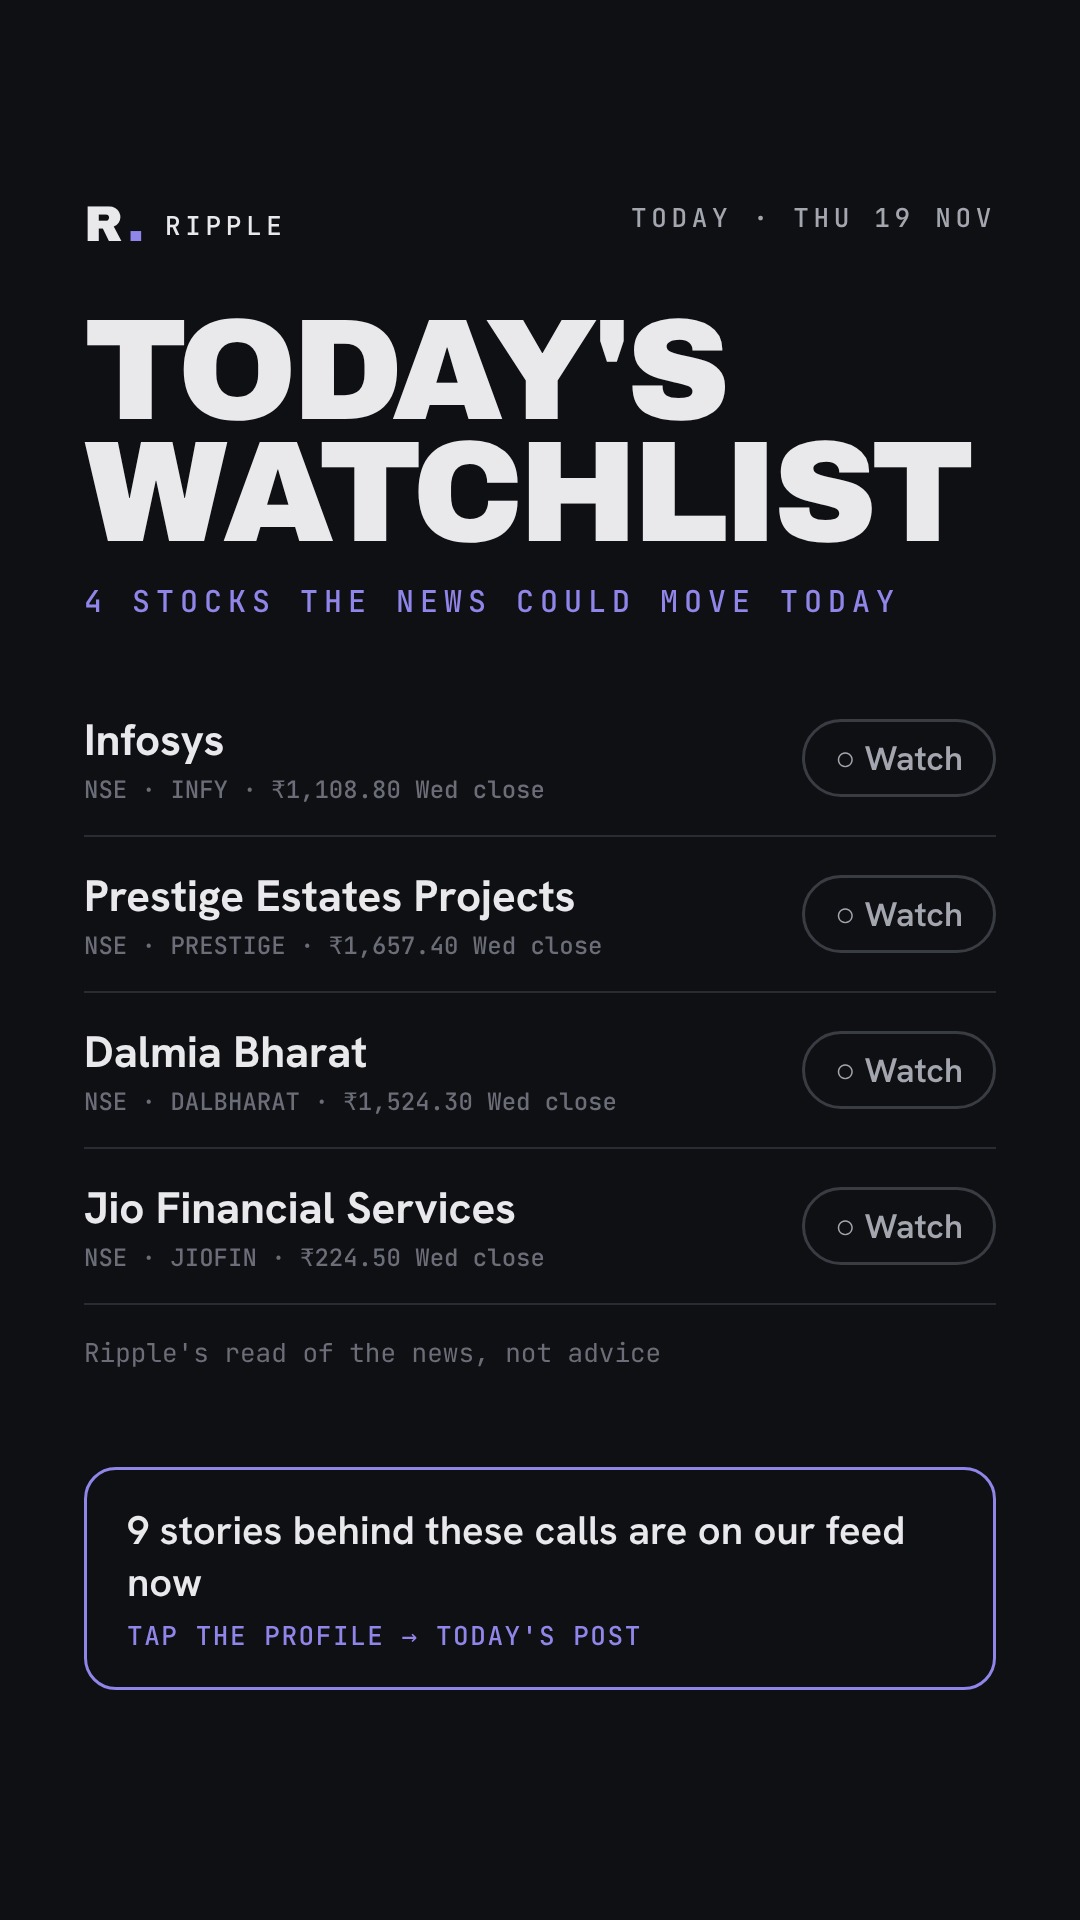 R. RIPPLE
TODAY · THU 19 NOV
TODAY'S
WATCHLIST
4 STOCKS THE NEWS COULD MOVE TODAY
Infosys
NSE · INFY · ₹1,108.80 Wed close
○ Watch
Prestige Estates Projects
NSE · PRESTIGE · ₹1,657.40 Wed close
○ Watch
Dalmia Bharat
NSE · DALBHARAT · ₹1,524.30 Wed close
○ Watch
Jio Financial Services
NSE · JIOFIN · ₹224.50 Wed close
○ Watch
Ripple's read of the news, not advice
9 stories behind these calls are on our feed
now
TAP THE PROFILE → TODAY'S POST